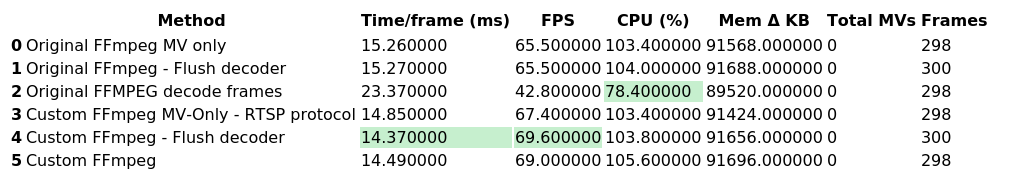 Method Time/frame (ms) FPS CPU (%) Mem Δ KB Total MVs Frames
0 Original FFmpeg MV only 15.260000 65.500000 103.400000 91568.000000 0 298
1 Original FFmpeg - Flush decoder 15.270000 65.500000 104.000000 91688.000000 0 300
2 Original FFMPEG decode frames 23.370000 42.800000 78.400000 89520.000000 0 298
3 Custom FFmpeg MV-Only - RTSP protocol 14.850000 67.400000 103.400000 91424.000000 0 298
4 Custom FFmpeg - Flush decoder 14.370000 69.600000 103.800000 91656.000000 0 300
5 Custom FFmpeg 14.490000 69.000000 105.600000 91696.000000 0 298